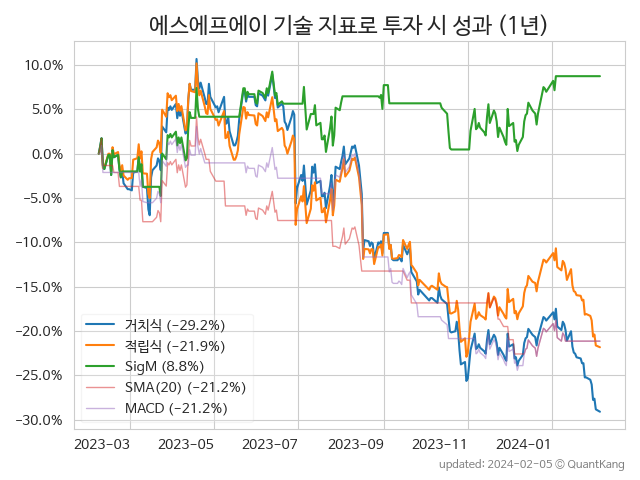 에스에프에이 기술 지표로 투자 시 성과 (1년)
10.0%
5.0%
0.0%
−5.0%
−10.0%
−15.0%
−20.0%
−25.0%
−30.0%
거치식 (−29.2%)
적립식 (−21.9%)
SigM (8.8%)
SMA(20) (−21.2%)
MACD (−21.2%)
2023−03 2023−05 2023−07 2023−09 2023−11 2024−01
updated: 2024−02−05 © QuantKang